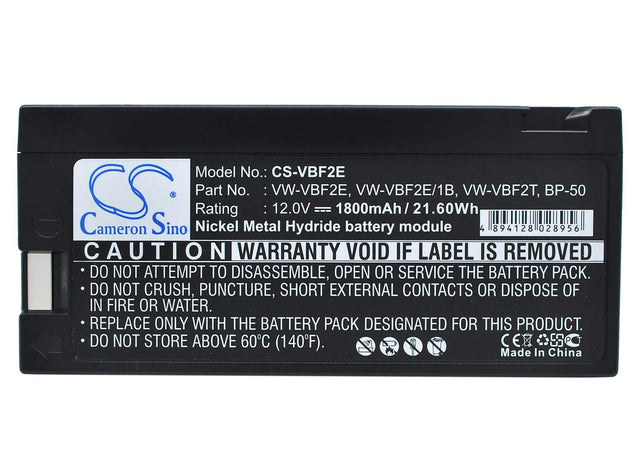 CS
Cameron Sino
Model No.: CS-VBF2E
Part No. : VW-VBF2E, VW-VBF2E/1B, VW-VBF2T, BP-50
Rating : 12.0V 1800mAh / 21.60Wh
Nickel Metal Hydride battery module
4 894128 028956
CAUTION WARRANTY VOID IF LABEL IS REMOVED!
• DO NOT ATTEMPT TO DISASSEMBLE, OPEN OR SERVICE THE BATTERY PACK
• DO NOT CRUSH, PUNCTURE, SHORT EXTERNAL CONTACTS OR DISPOSE OF
IN FIRE OR WATER
• REPLACE ONLY WITH THE BATTERY PACK DESIGNATED FOR THIS DEVICE
• DO NOT STORE ABOVE 60°C (140°F)
CE
Made In China